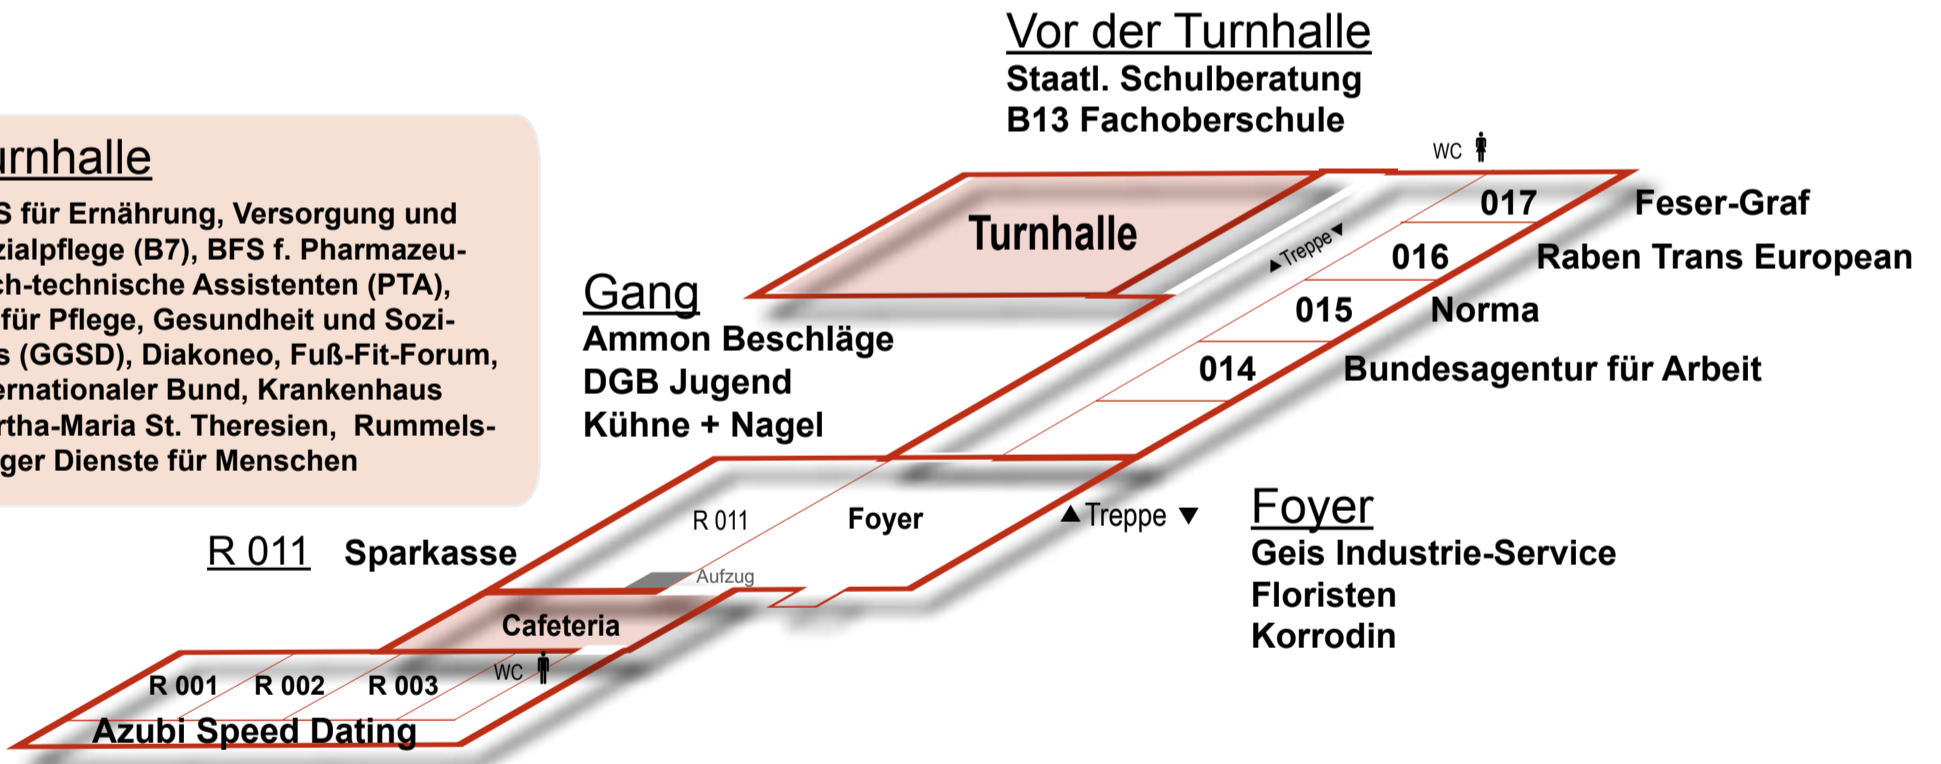 Vor der Turnhalle
Staatl. Schulberatung
B13 Fachoberschule
WC
urnhalle
S für Ernährung, Versorgung und
zialpflege (B7), BFS f. Pharmazeu-
ch-technische Assistenten (PTA),
für Pflege, Gesundheit und Sozi-
s (GGSD), Diakoneo, Fuß-Fit-Forum,
ernationaler Bund, Krankenhaus
rtha-Maria St. Theresien, Rummels-
ger Dienste für Menschen
Turnhalle
▲Treppe▼
017 Feser-Graf
016 Raben Trans European
015 Norma
014 Bundesagentur für Arbeit
Gang
Ammon Beschläge
DGB Jugend
Kühne + Nagel
R 011
Foyer
▲Treppe ▼
Foyer
Geis Industrie-Service
Floristen
Korrodin
R 011 Sparkasse
Aufzug
Cafeteria
WC
R 001 R 002 R 003
Azubi Speed Dating